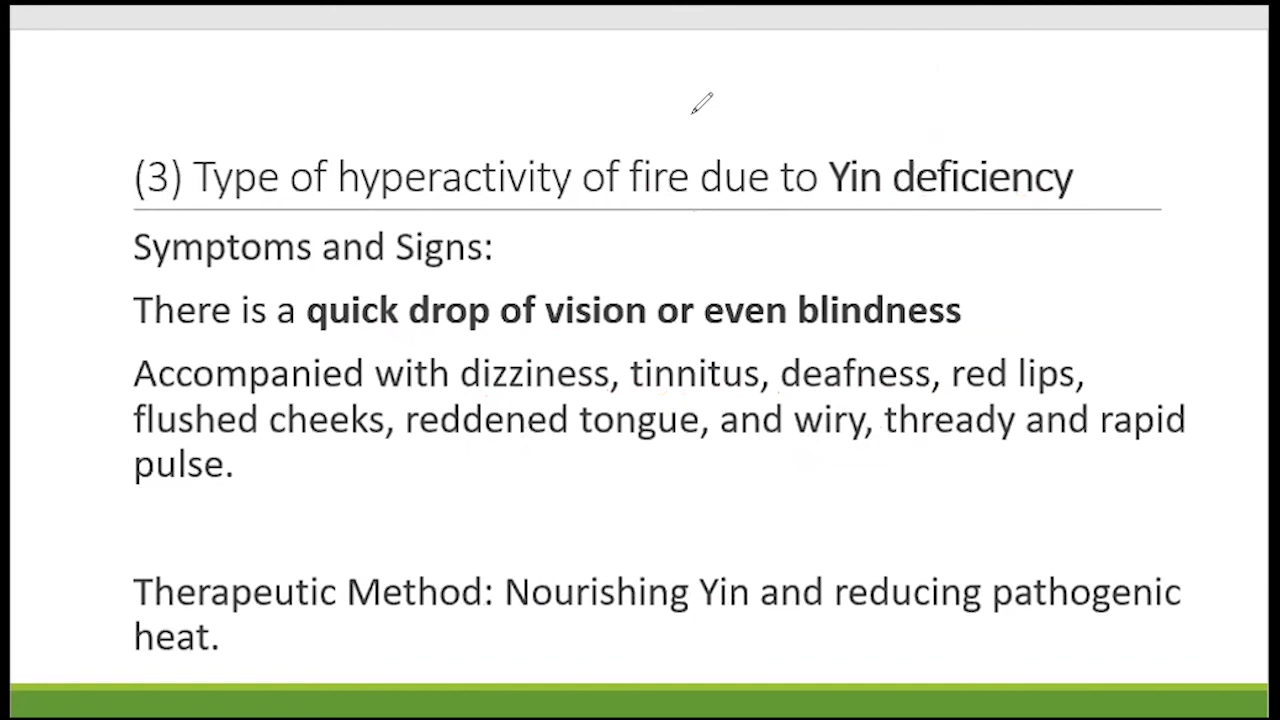 (3) Type of hyperactivity of fire due to Yin deficiency
Symptoms and Signs:
There is a quick drop of vision or even blindness
Accompanied with dizziness, tinnitus, deafness, red lips,
flushed cheeks, reddened tongue, and wiry, thready and rapid
pulse.
Therapeutic Method: Nourishing Yin and reducing pathogenic
heat.